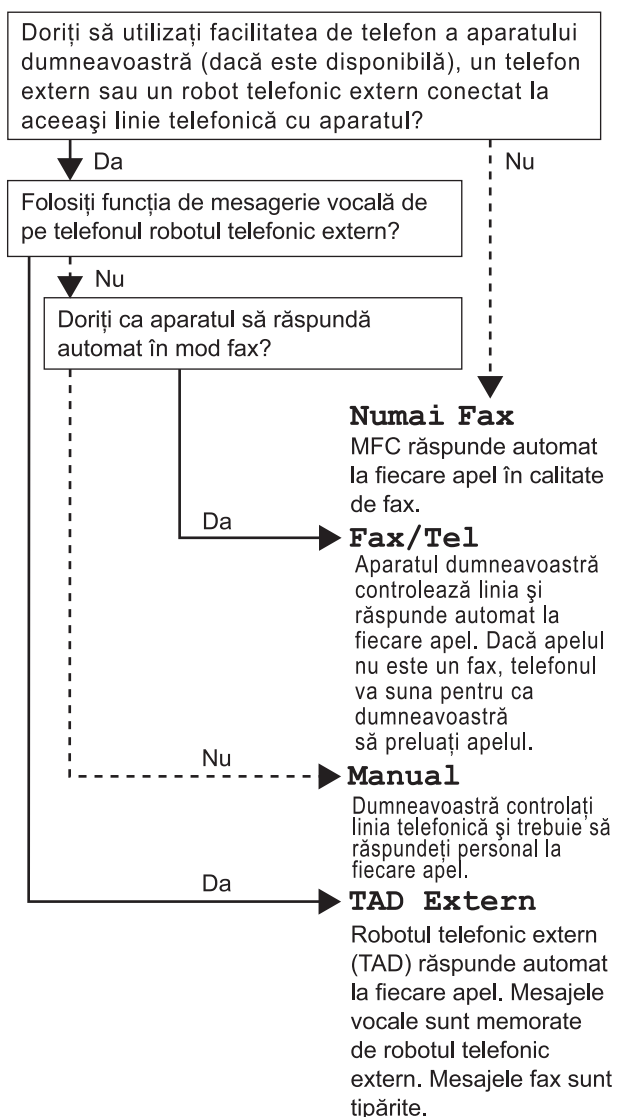 Doriți să utilizați facilitatea de telefon a aparatului
dumneavoastră (dacă este disponibilă), un telefon
extern sau un robot telefonic extern conectat la
aceeaşi linie telefonică cu aparatul?
Da
Nu
Folosiți funcția de mesagerie vocală de
pe telefonul robotul telefonic extern?
Nu
Doriți ca aparatul să răspundă
automat în mod fax?
Numai Fax
MFC răspunde automat
la fiecare apel în calitate
de fax.
Da
Fax/Tel
Aparatul dumneavoastră
controlează linia şi
răspunde automat la
fiecare apel. Dacă apelul
nu este un fax, telefonul
va suna pentru ca
dumneavoastră
să preluați apelul.
Nu
Manual
Dumneavoastră controlați
linia telefonică şi trebuie să
răspundeți personal la
fiecare apel.
Da
TAD Extern
Robotul telefonic extern
(TAD) răspunde automat
la fiecare apel. Mesajele
vocale sunt memorate
de robotul telefonic
extern. Mesajele fax sunt
tipărite.